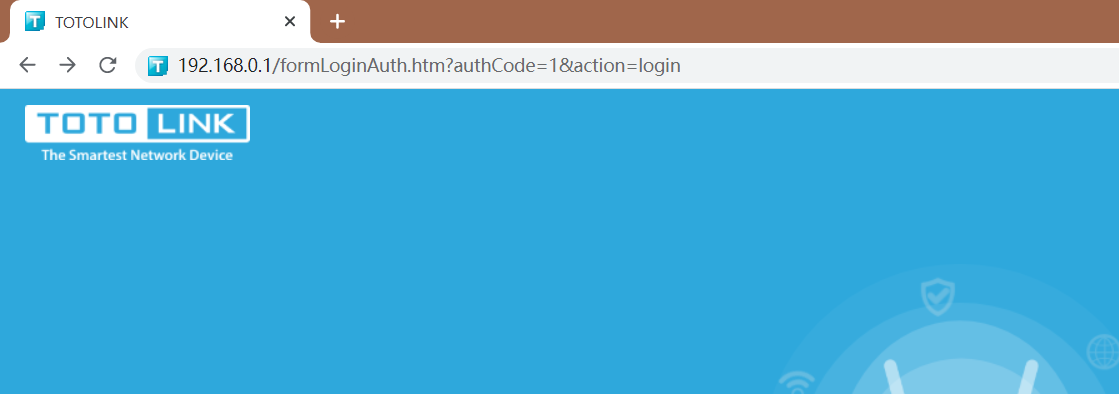 TOTOLINK
192.168.0.1/formLoginAuth.htm?authCode=1&action=login
TOTO LINK
The Smartest Network Device